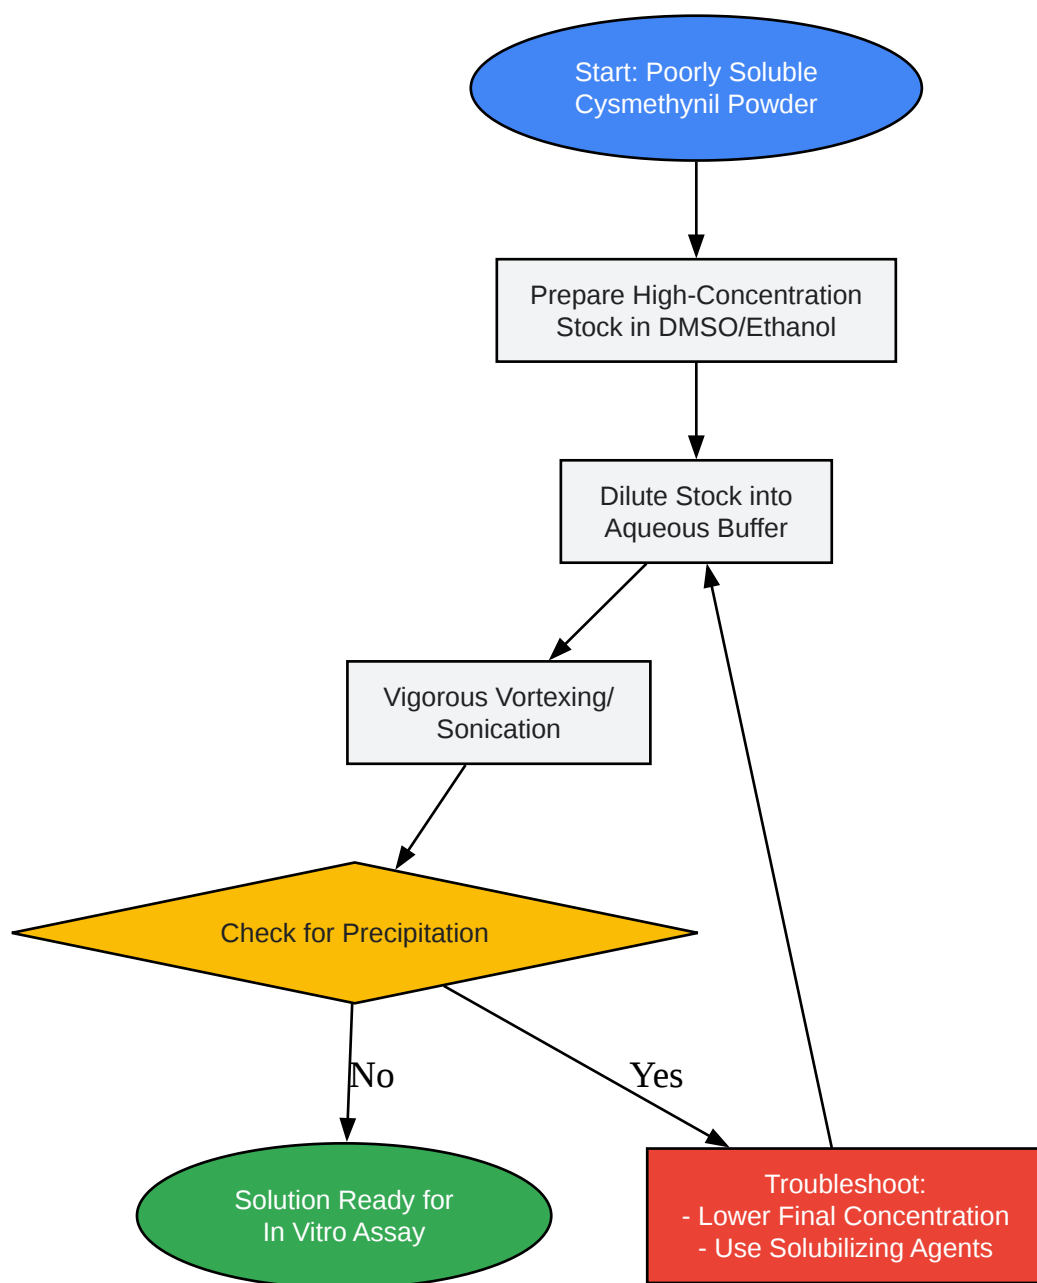 Start: Poorly Soluble
Cysmethynil Powder
Prepare High-Concentration
Stock in DMSO/Ethanol
Dilute Stock into
Aqueous Buffer
Vigorous Vortexing/
Sonication
Check for Precipitation
No
Yes
Solution Ready for
In Vitro Assay
Troubleshoot:
- Lower Final Concentration
- Use Solubilizing Agents